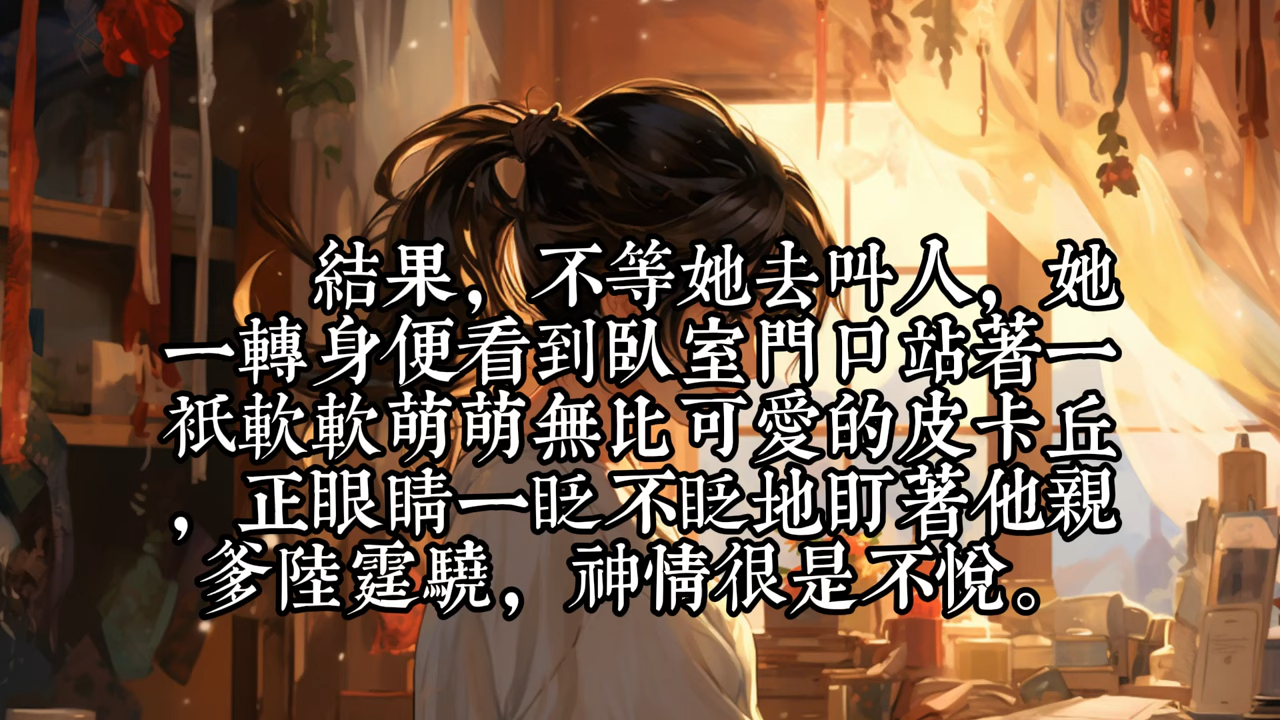 結果，不等她去叫人，她
一轉身便看到臥室門口站著一
衹軟軟萌萌無比可愛的皮卡丘
，正眼睛一眨不眨地盯著他親
爹陸霆驍，神情很是不悅。